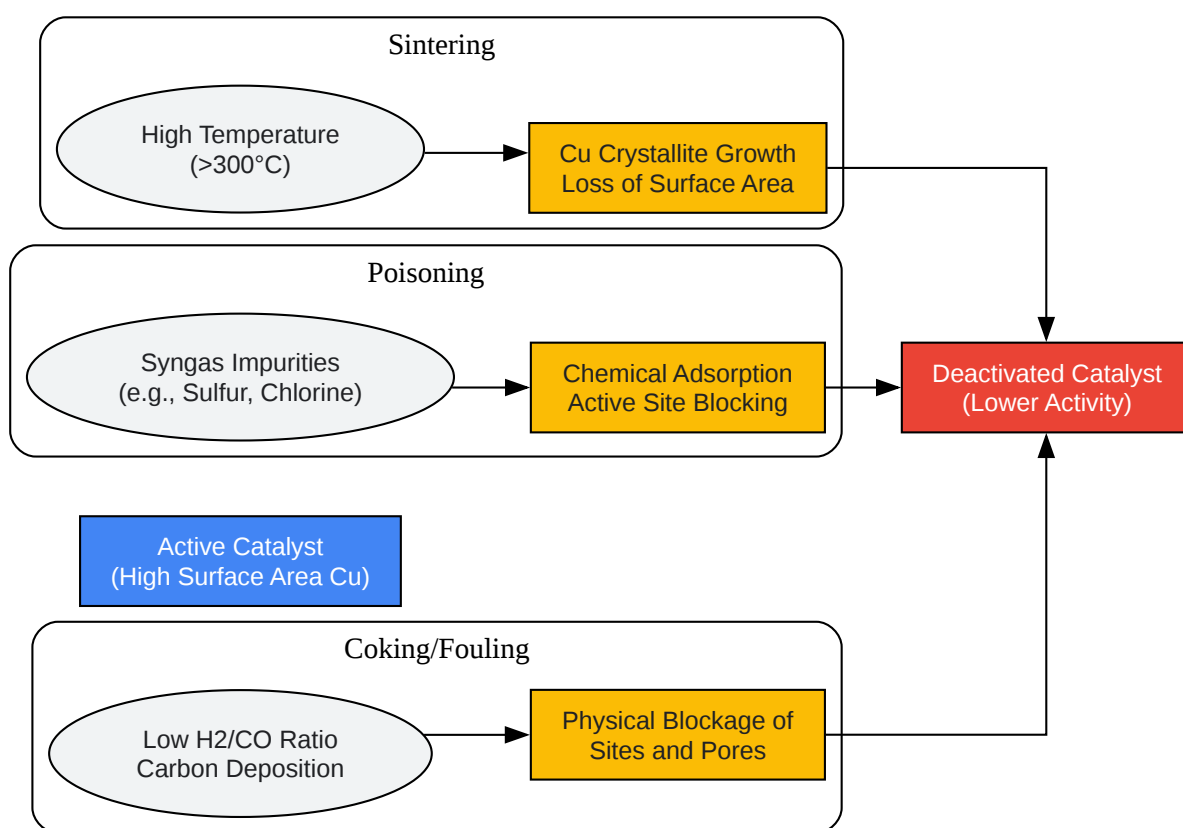 Sintering
High Temperature
(>300°C)
Cu Crystallite Growth
Loss of Surface Area
Poisoning
Syngas Impurities
(e.g., Sulfur, Chlorine)
Chemical Adsorption
Active Site Blocking
Deactivated Catalyst
(Lower Activity)
Active Catalyst
(High Surface Area Cu)
Coking/Fouling
Low H2/CO Ratio
Carbon Deposition
Physical Blockage of
Sites and Pores